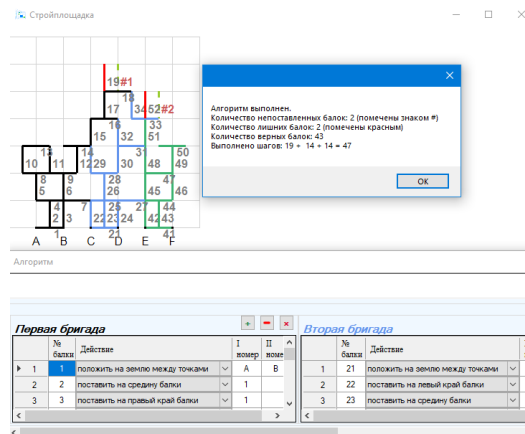 Стройплощадка
19#1
18
17 34 52#2
16 33
15 32 51
13 14 31 50
10 11 12 29 30 48 49
8 9 28 47
5 6 26 45 46
4 7 25 27 44
2 3 22 23 24 42 43
1 21 41
A B C D E F
Алгоритм выполнен.
Количество непоставленных балок: 2 (помечены знаком #)
Количество лишних балок: 2 (помечены красным)
Количество верных балок: 43
Выполнено шагов: 19 + 14 + 14 = 47
OK
Алгоритм
Первая бригада
№ балки Действие I номер II номе
1 1 положить на землю между точками A B
2 2 поставить на средину балки 1
3 3 поставить на правый край балки 1
Вторая бригада
№ балки Действие
1 21 положить на землю между точками
2 22 поставить на левый край балки
3 23 поставить на средину балки